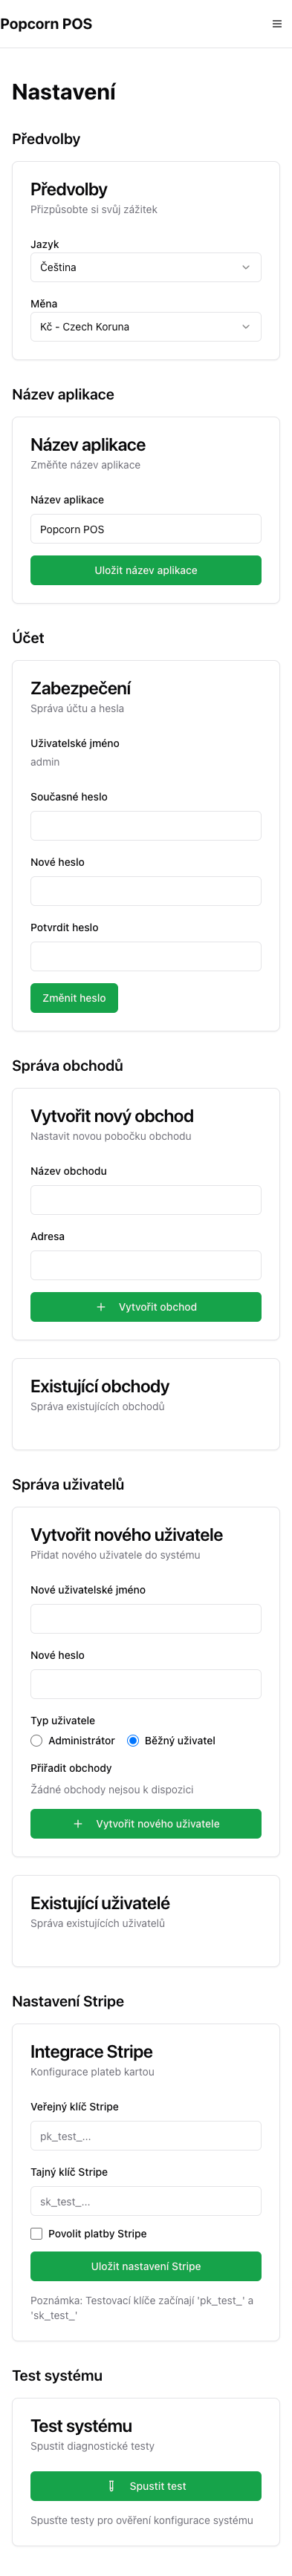 Popcorn POS
Nastavení
Předvolby
Předvolby
Přizpůsobte si svůj zážitek
Jazyk
Čeština
Měna
Kč - Czech Koruna
Název aplikace
Název aplikace
Změňte název aplikace
Název aplikace
Popcorn POS
Uložit název aplikace
Účet
Zabezpečení
Správa účtu a hesla
Uživatelské jméno
admin
Současné heslo
Nové heslo
Potvrdit heslo
Změnit heslo
Správa obchodů
Vytvořit nový obchod
Nastavit novou pobočku obchodu
Název obchodu
Adresa
Vytvořit obchod
Existující obchody
Správa existujících obchodů
Správa uživatelů
Vytvořit nového uživatele
Přidat nového uživatele do systému
Nové uživatelské jméno
Nové heslo
Typ uživatele
Administrátor Běžný uživatel
Přiřadit obchody
Žádné obchody nejsou k dispozici
Vytvořit nového uživatele
Existující uživatelé
Správa existujících uživatelů
Nastavení Stripe
Integrace Stripe
Konfigurace plateb kartou
Veřejný klíč Stripe
pk_test_...
Tajný klíč Stripe
sk_test_...
Povolit platby Stripe
Uložit nastavení Stripe
Poznámka: Testovací klíče začínají 'pk_test_' a
'sk_test_'
Test systému
Test systému
Spustit diagnostické testy
Spustit test
Spusťte testy pro ověření konfigurace systému